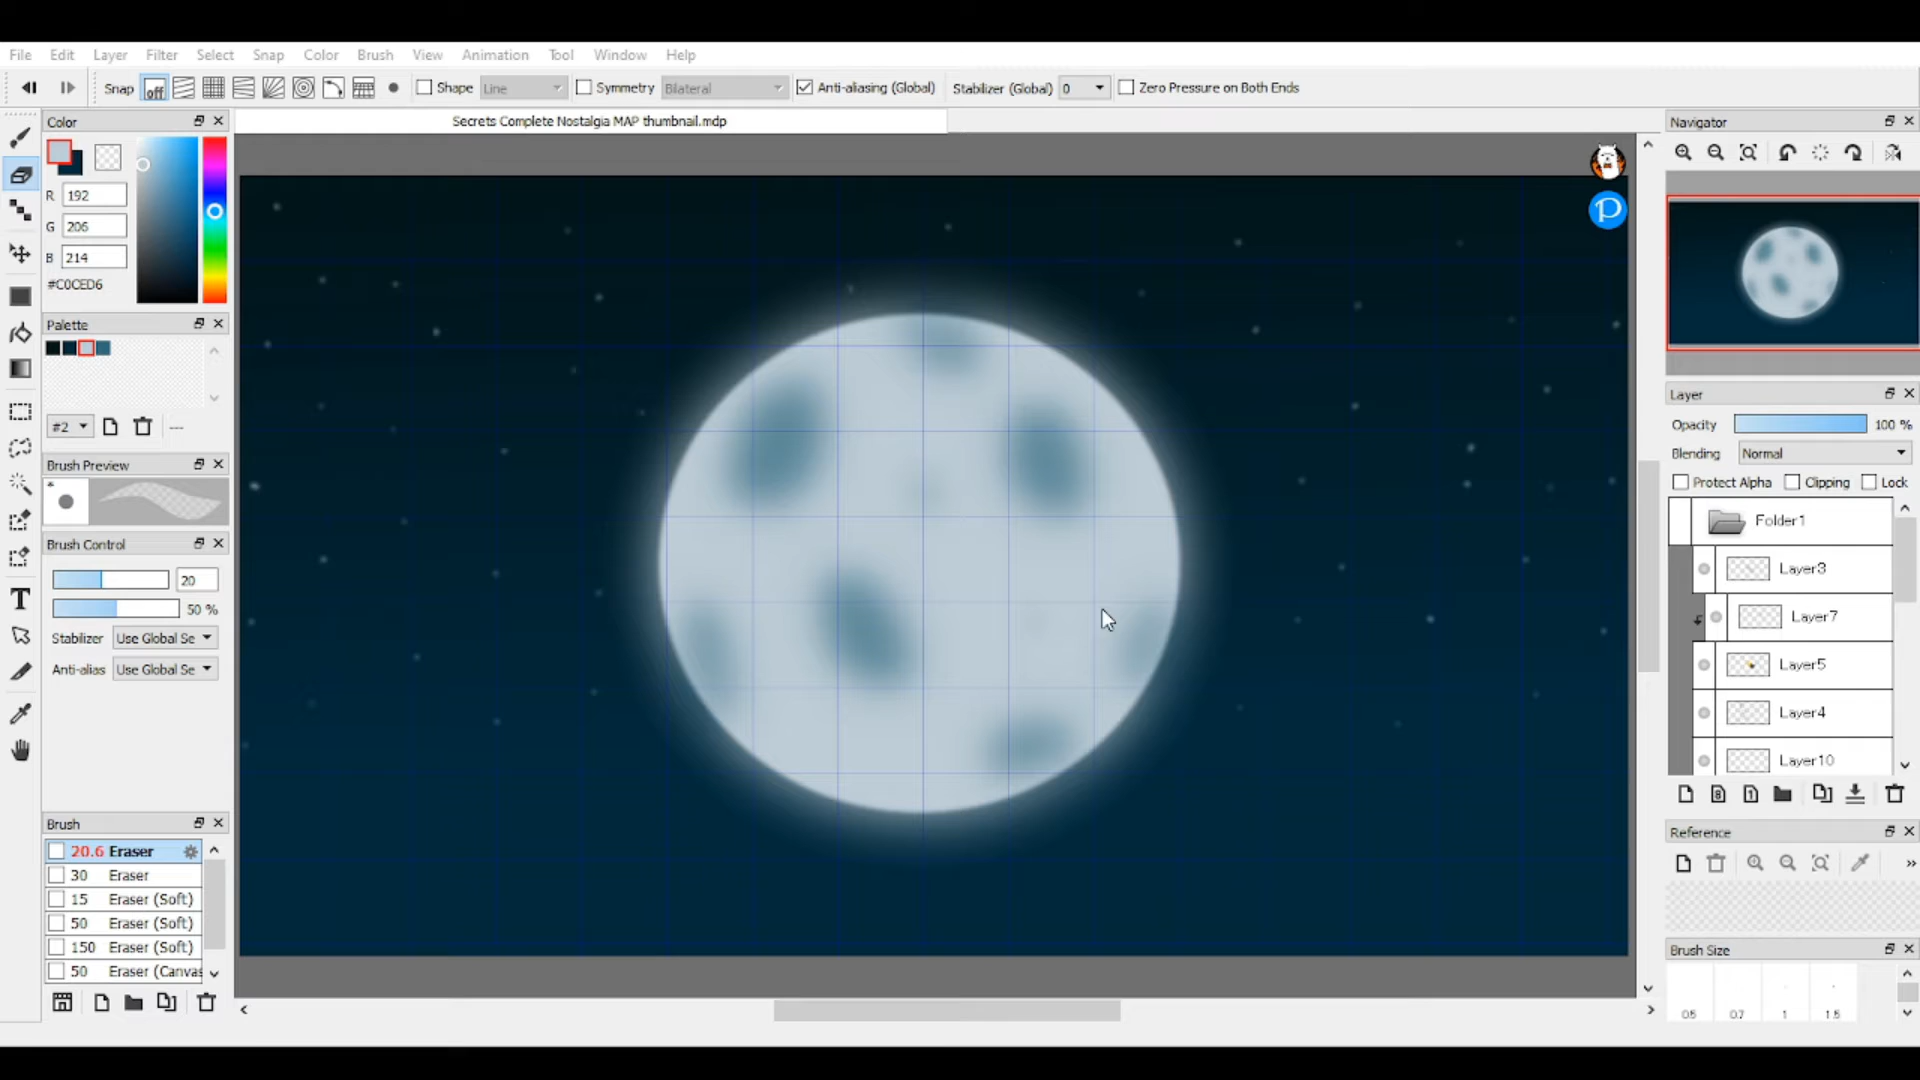 File Edit Layer Filter Select Snap Color Brush View Animation Tool Window Help
Snap off Shape Line Symmetry Bilateral Anti-aliasing (Global) Stabilizer (Global) 0 Zero Pressure on Both Ends
Color
Secrets Complete Nostalgia MAP thumbnail.mdp
Navigator
R 192
G 206
B 214
#C0CED6
P
Palette
#2
---
Brush Preview
Brush Control
20
50 %
Stabilizer Use Global Se
Anti-alias Use Global Se
T
Brush
20.6 Eraser
30 Eraser
15 Eraser (Soft)
50 Eraser (Soft)
150 Eraser (Soft)
50 Eraser (Canvas
Layer
Opacity 100 %
Blending Normal
Protect Alpha Clipping Lock
Folder1
Layer3
Layer7
Layer5
Layer4
Layer10
8 1
Reference
Brush Size
0.5 0.7 1 1.5